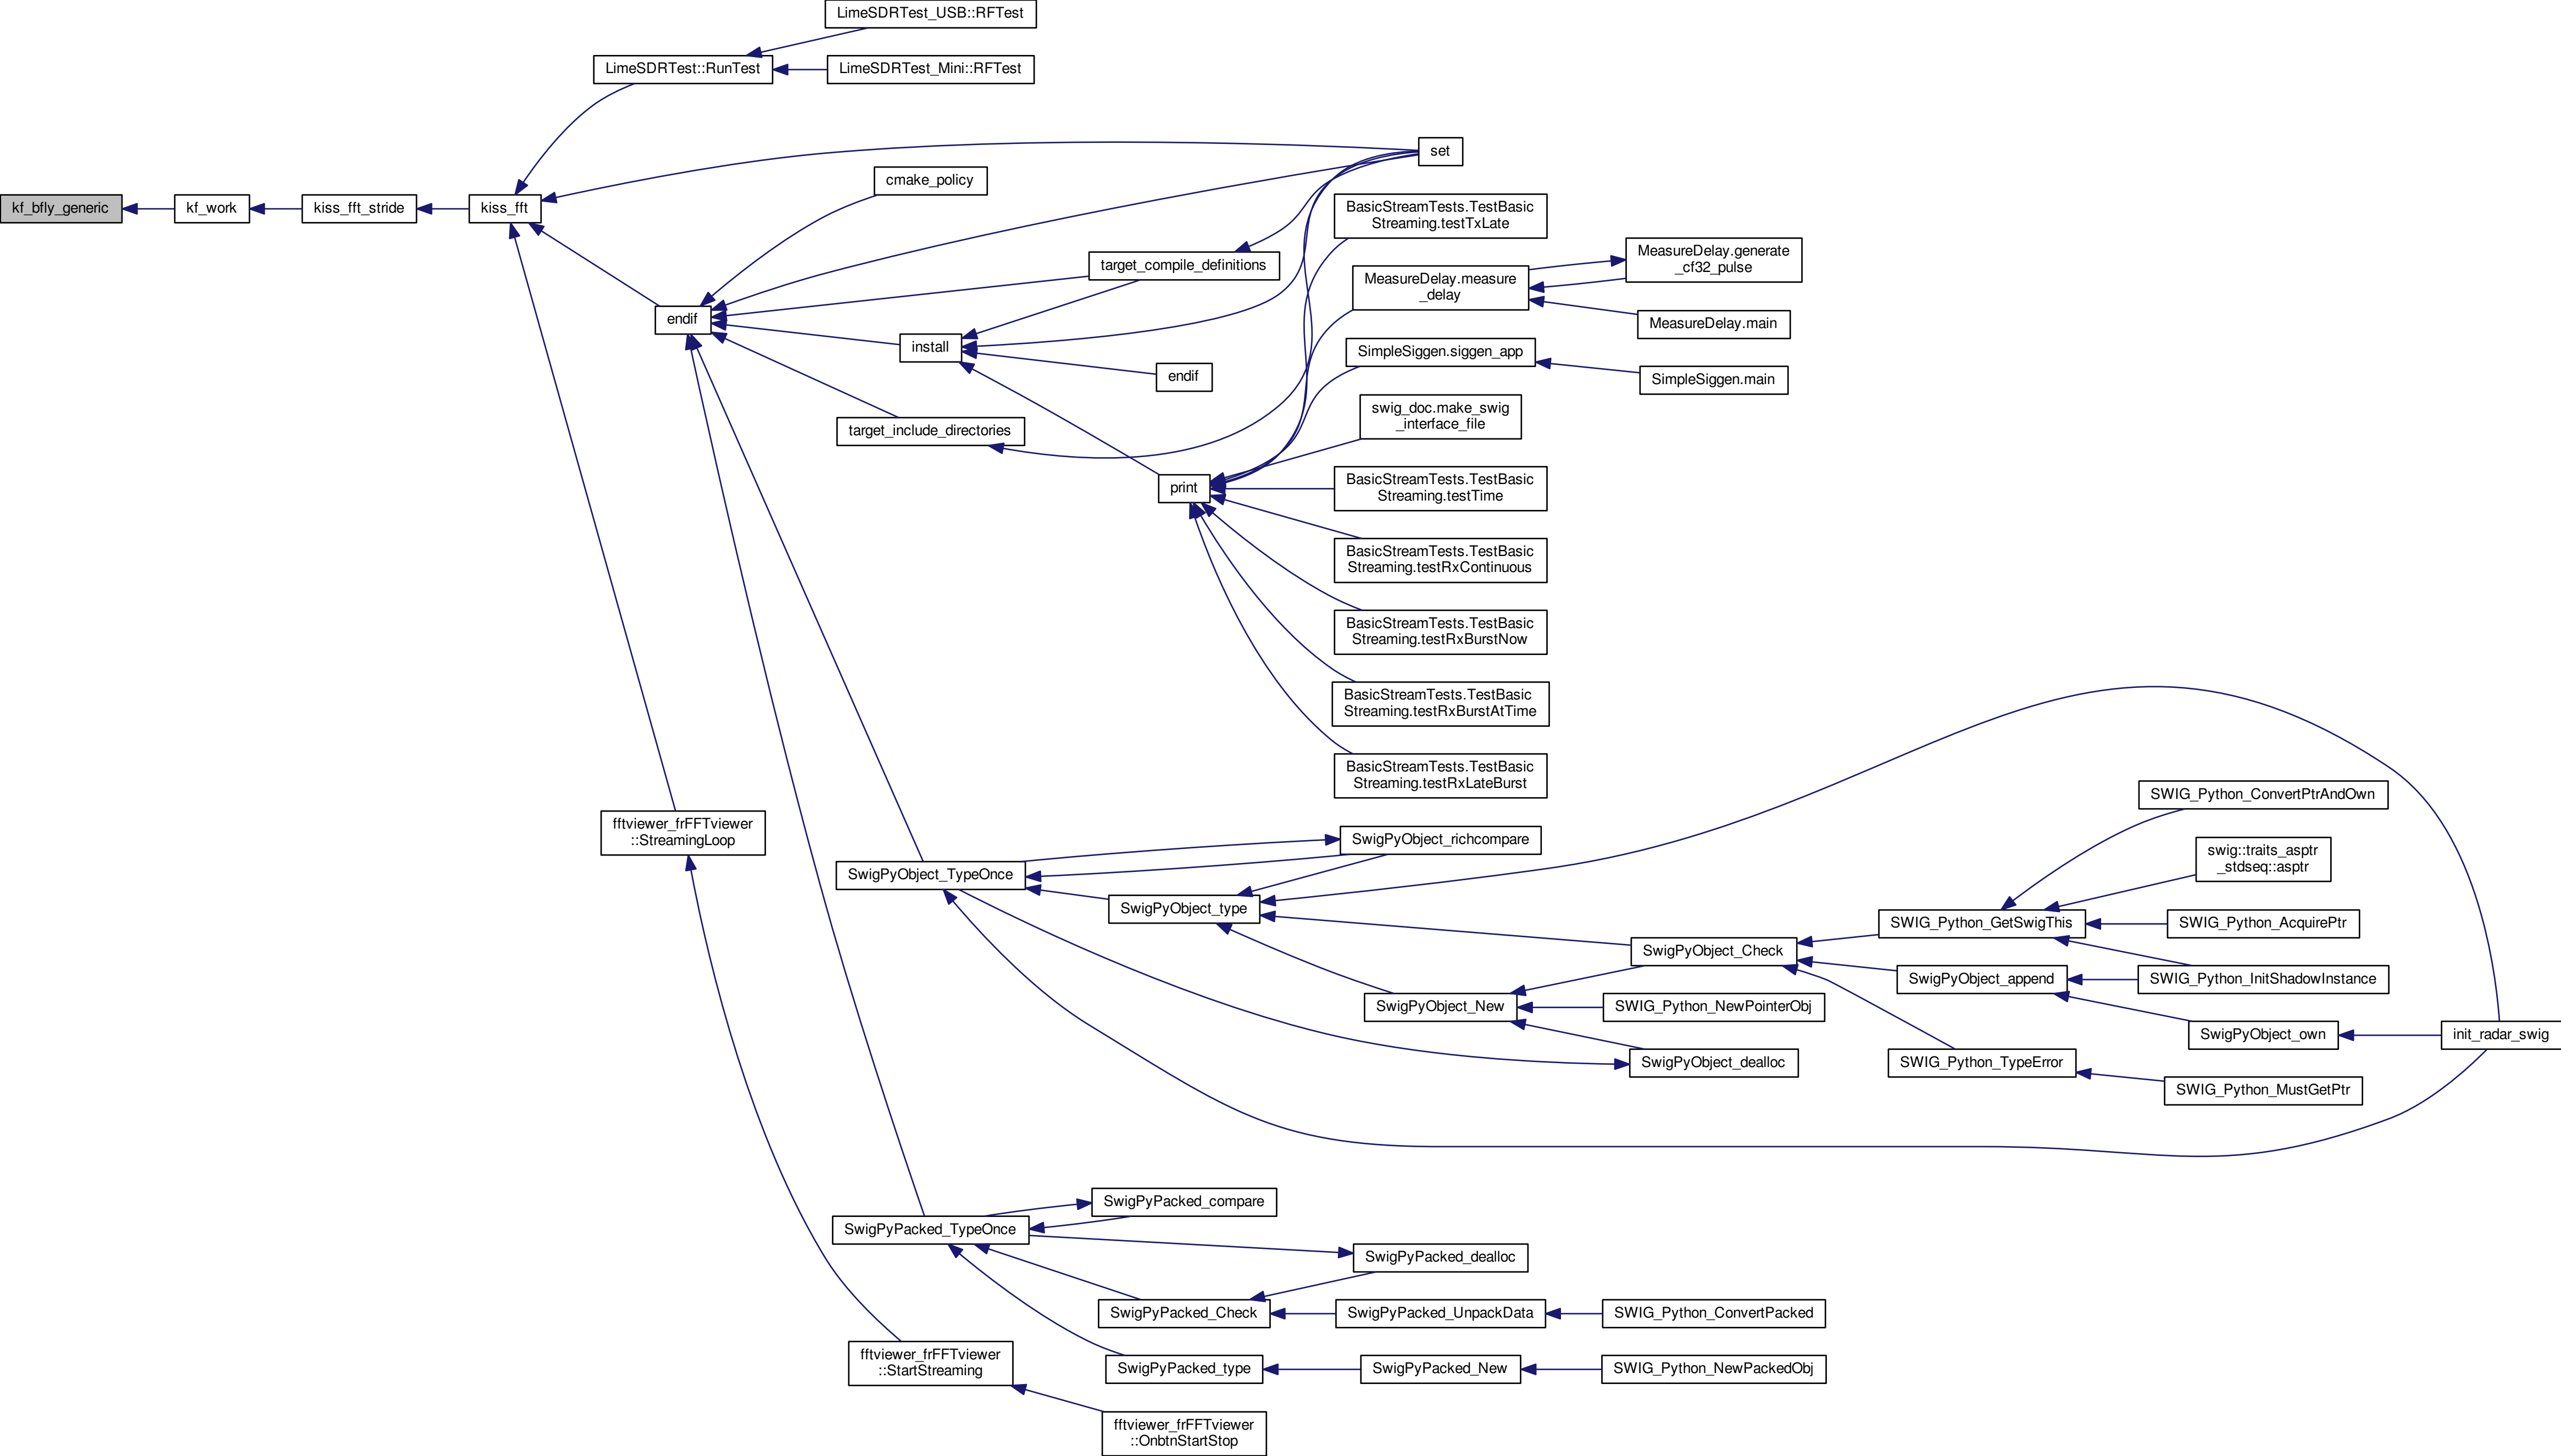 LimeSDRTest_USB::RFTest
LimeSDRTest::RunTest
LimeSDRTest_Mini::RFTest
set
cmake_policy
kf_bfly_generic
kf_work
kiss_fft_stride
kiss_fft
BasicStreamTests.TestBasic
Streaming.testTxLate
target_compile_definitions
MeasureDelay.generate
_cf32_pulse
MeasureDelay.measure
_delay
endif
MeasureDelay.main
install
SimpleSiggen.siggen_app
endif
SimpleSiggen.main
swig_doc.make_swig
_interface_file
target_include_directories
print
BasicStreamTests.TestBasic
Streaming.testTime
BasicStreamTests.TestBasic
Streaming.testRxContinuous
BasicStreamTests.TestBasic
Streaming.testRxBurstNow
BasicStreamTests.TestBasic
Streaming.testRxBurstAtTime
BasicStreamTests.TestBasic
Streaming.testRxLateBurst
SWIG_Python_ConvertPtrAndOwn
fftviewer_frFFTviewer
::StreamingLoop
SwigPyObject_richcompare
swig::traits_asptr
_stdseq::asptr
SwigPyObject_TypeOnce
SwigPyObject_type
SWIG_Python_GetSwigThis
SWIG_Python_AcquirePtr
SwigPyObject_Check
SwigPyObject_append
SWIG_Python_InitShadowInstance
SwigPyObject_New
SWIG_Python_NewPointerObj
SwigPyObject_own
init_radar_swig
SwigPyObject_dealloc
SWIG_Python_TypeError
SWIG_Python_MustGetPtr
SwigPyPacked_compare
SwigPyPacked_TypeOnce
SwigPyPacked_dealloc
SwigPyPacked_Check
SwigPyPacked_UnpackData
SWIG_Python_ConvertPacked
fftviewer_frFFTviewer
::StartStreaming
SwigPyPacked_type
SwigPyPacked_New
SWIG_Python_NewPackedObj
fftviewer_frFFTviewer
::OnbtnStartStop